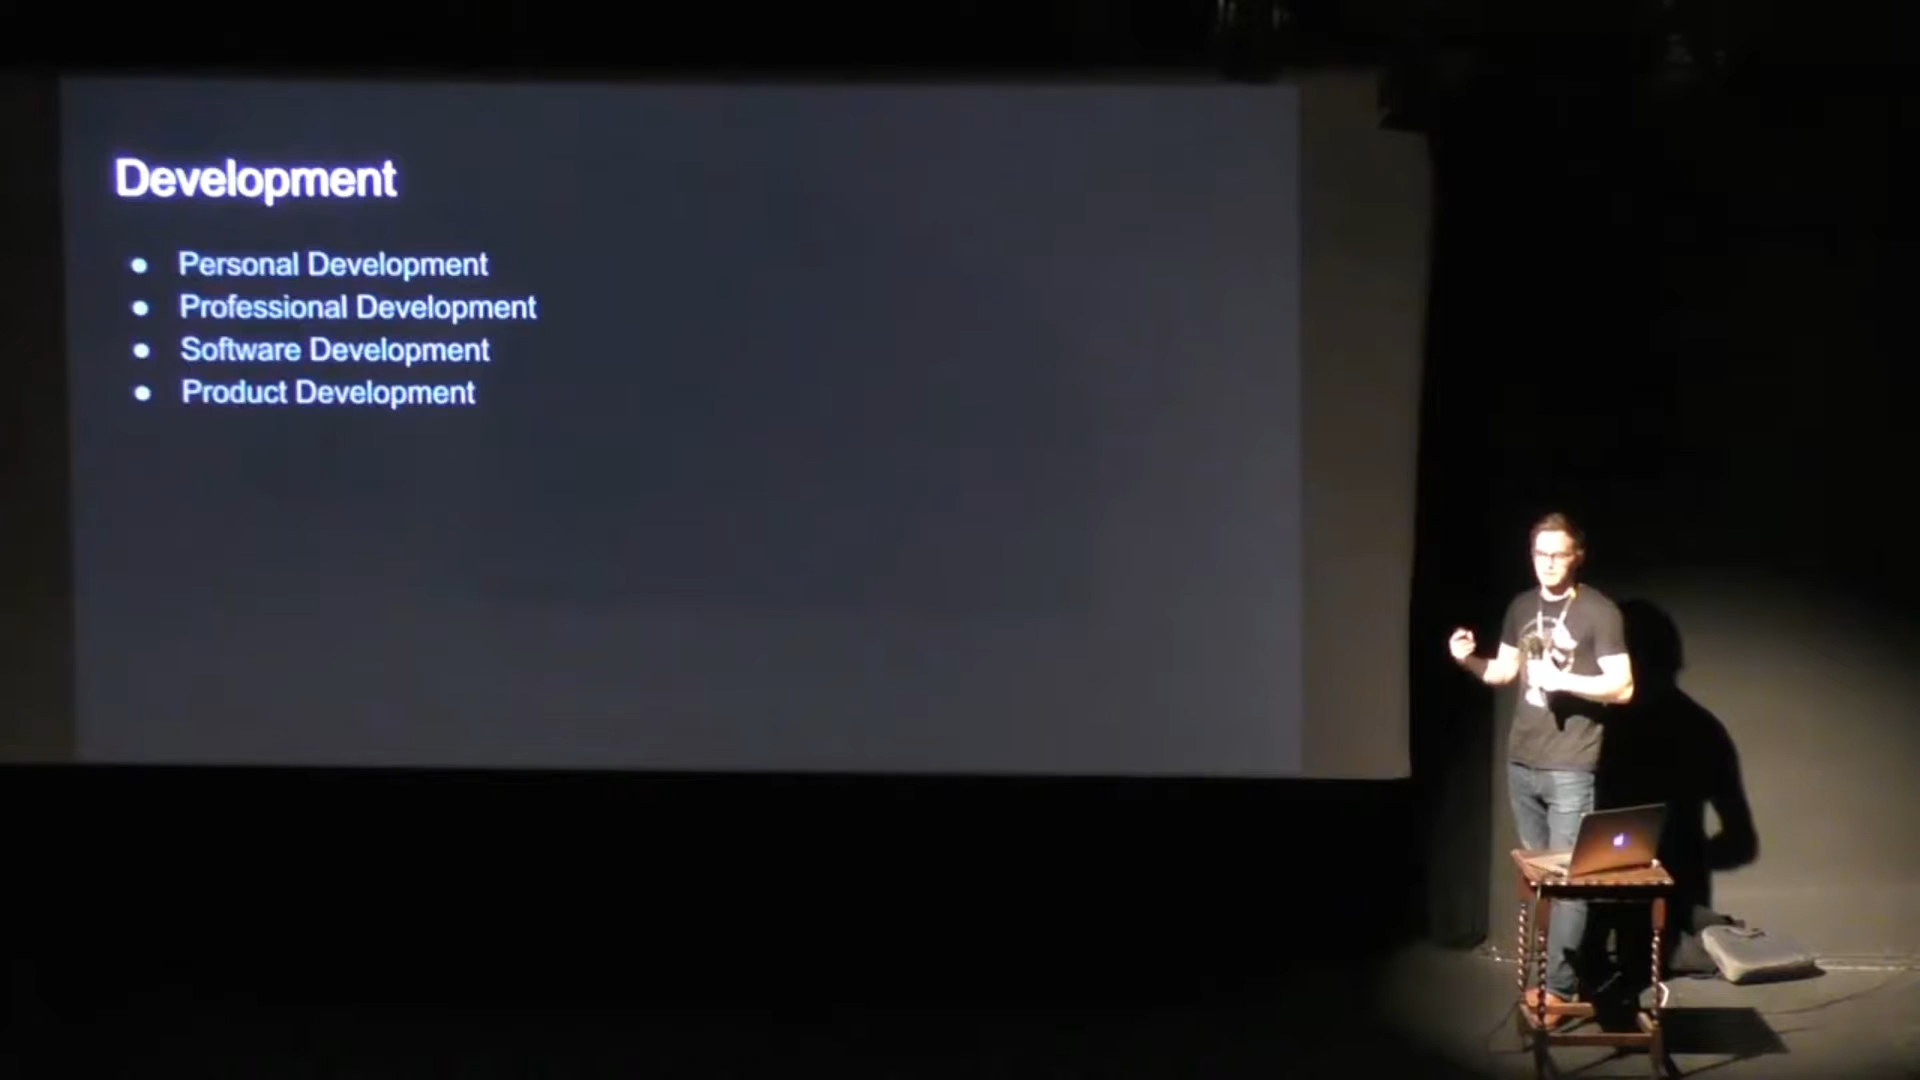 Development
● Personal Development
● Professional Development
● Software Development
● Product Development